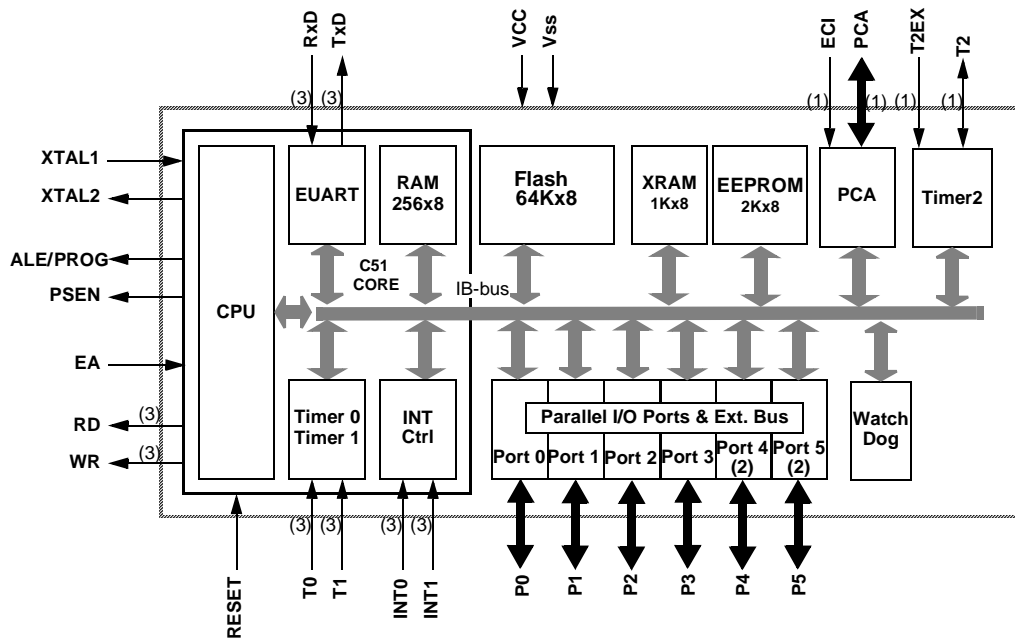 RxD
TxD
VCC
Vss
ECI
PCA
T2EX
T2
(3)
(3)
(1)
(1)
(1)
(1)
XTAL1
XTAL2
ALE/PROG
PSEN
EA
RD
(3)
WR
(3)
CPU
EUART
RAM
256x8
C51
CORE
IB-bus
Flash
64Kx8
XRAM
1Kx8
EEPROM
2Kx8
PCA
Timer2
Timer 0
Timer 1
INT
Ctrl
Parallel I/O Ports & Ext. Bus
Port 0
Port 1
Port 2
Port 3
Port 4
(2)
Port 5
(2)
Watch
Dog
(3)
(3)
(3)
(3)
RESET
T0
T1
INT0
INT1
P0
P1
P2
P3
P4
P5